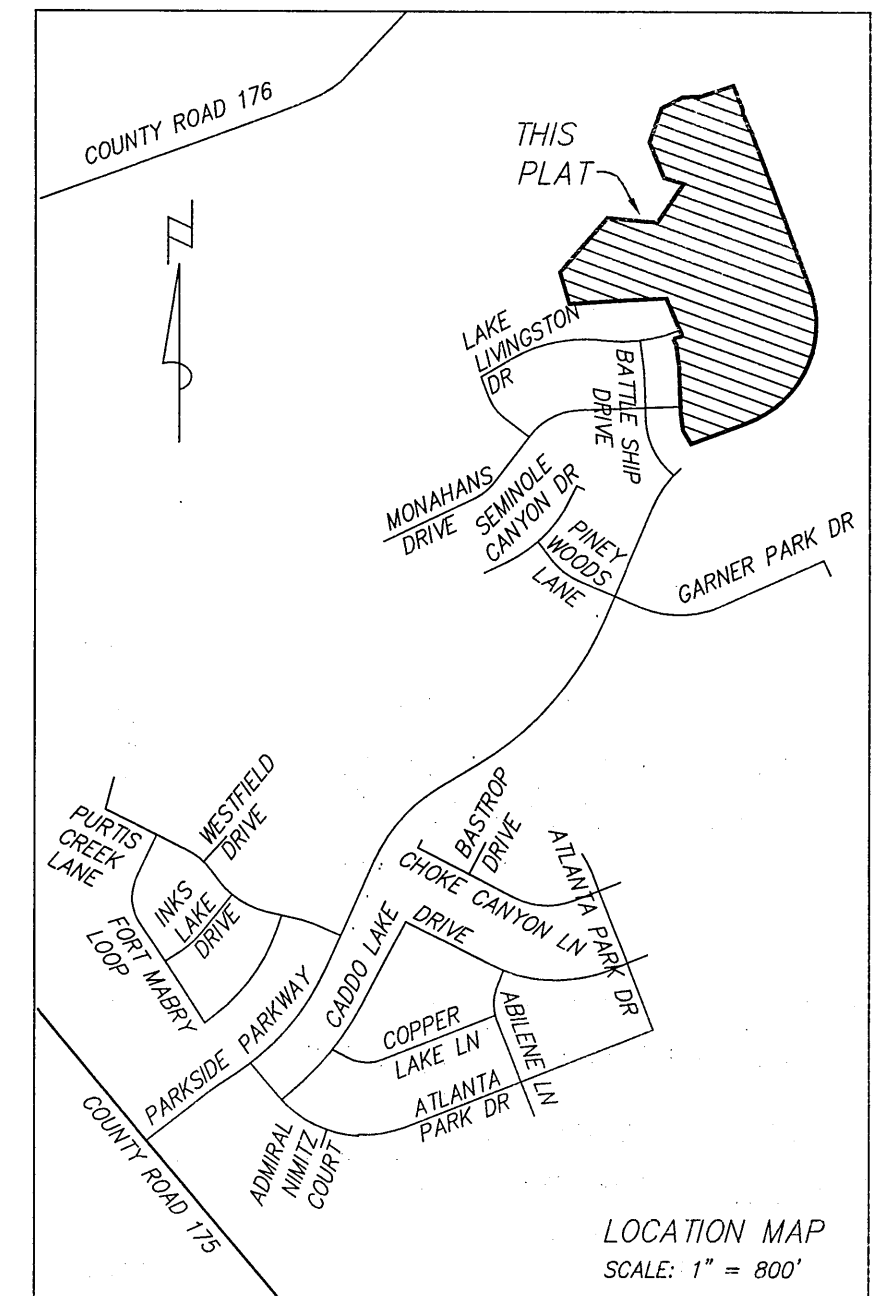 COUNTY ROAD 176
THIS
PLAT
N
LAKE
LIVINGSTON
DR
BATTLE SHIP
DRIVE
MONAHANS
DRIVE
SEMINOLE
CANYON DR
PINEY
WOODS
LANE
GARNER PARK DR
WESTFIELD
DRIVE
PURTIS
CREEK
LANE
INKS
LAKE
DRIVE
FORT MABRY
LOOP
BASTROP
DRIVE
CHOKE CANYON LN
ATLANTA PARK DR
CADDO LAKE
DRIVE
PARKSIDE PARKWAY
COPPER
LAKE LN
ABILENE LN
ATLANTA
PARK DR
ADMIRAL
NIMITZ
COURT
COUNTY ROAD 175
LOCATION MAP
SCALE: 1" = 800'